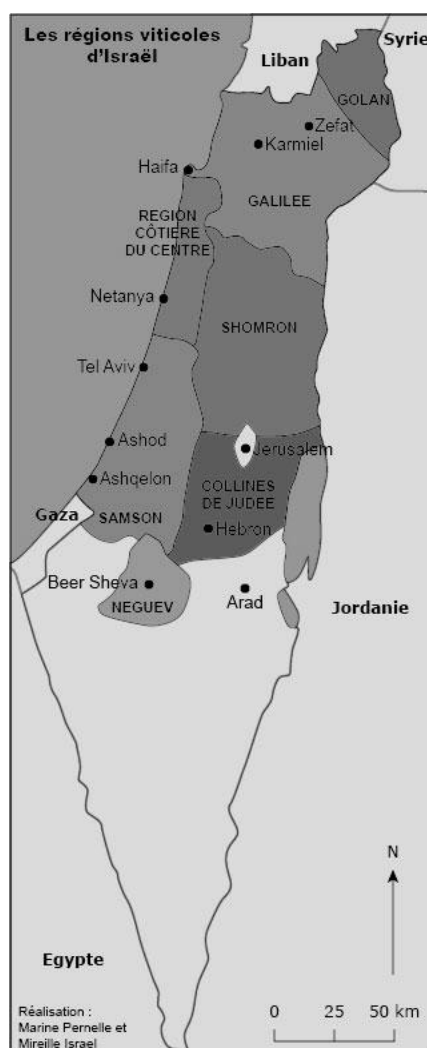 Les régions viticoles
d'Israël
Syrie
Liban
GOLAN
Zefat
Karmiel
Haifa
GALILEE
REGION
CÔTIERE
DU CENTRE
Netanya
SHOMRON
Tel Aviv
Ashod
Jerusalem
Ashqelon
COLLINES
DE JUDEE
Gaza
SAMSON
Hebron
Beer Sheva
NEGUEV
Arad
Jordanie
N
Egypte
Réalisation :
Marine Pernelle et
Mireille Israel
0 25 50 km